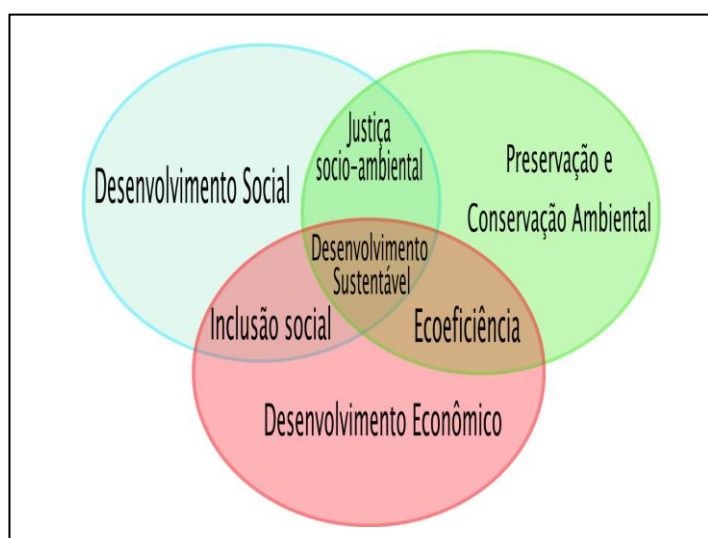 Justiça
socio-ambiental
Desenvolvimento Social
Preservação e
Conservação Ambiental
Desenvolvimento
Sustentável
Inclusão social
Ecoeficiência
Desenvolvimento Econômico